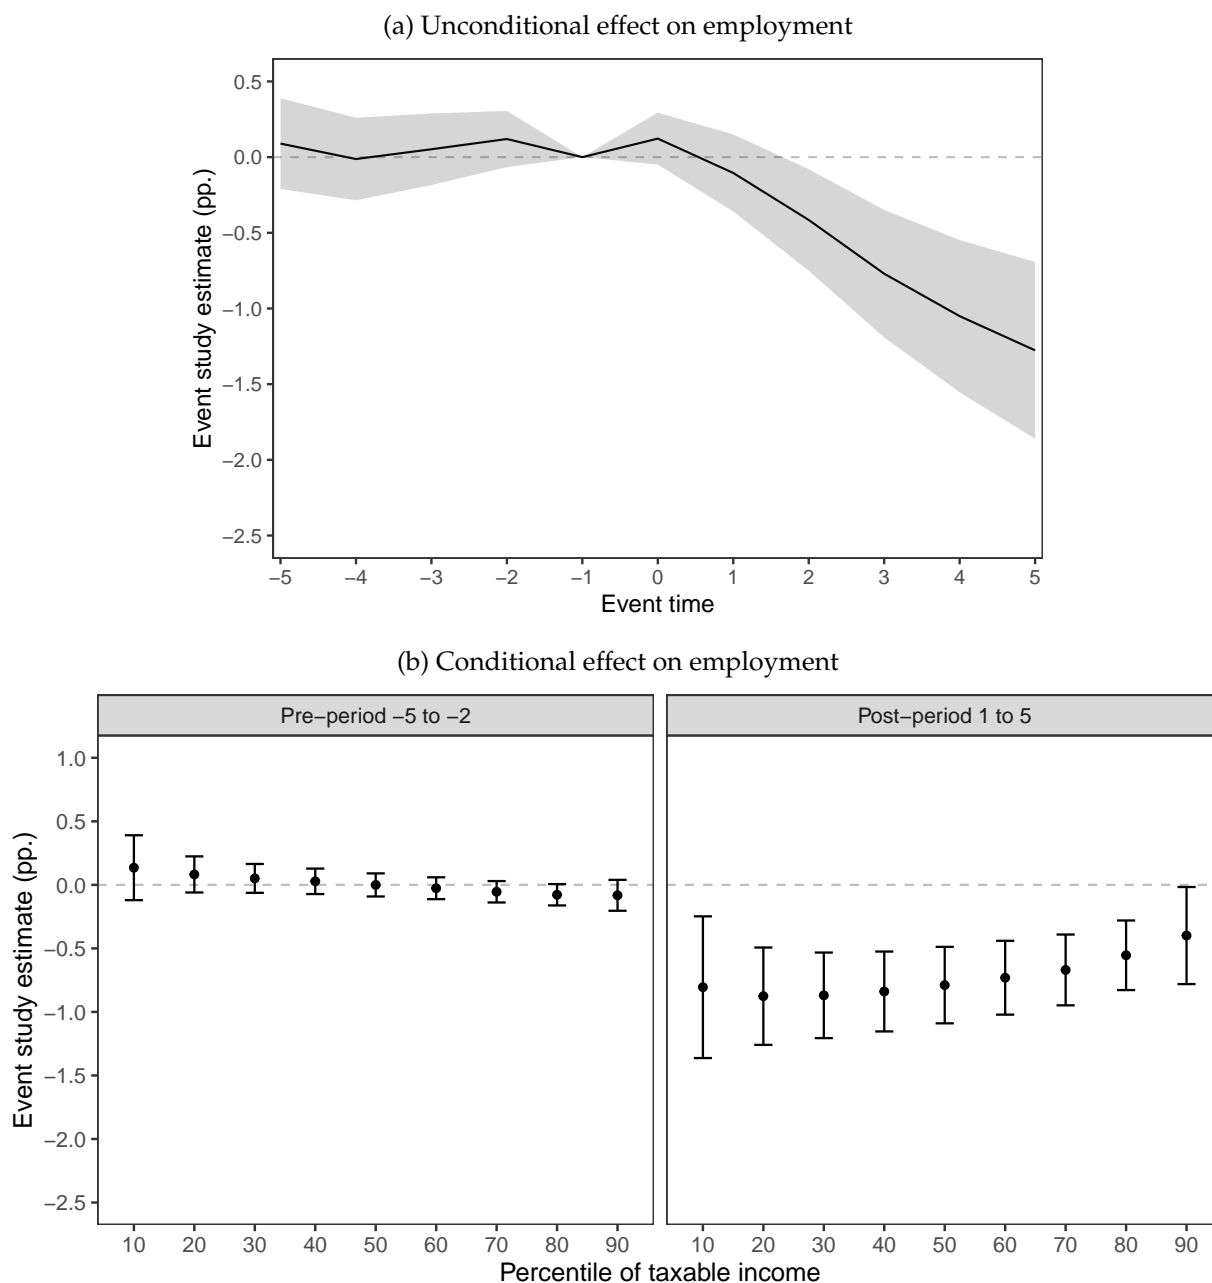 (a) Unconditional effect on employment
Event study estimate (pp.)
0.5
0.0
−0.5
−1.0
−1.5
−2.0
−2.5
−5 −4 −3 −2 −1 0 1 2 3 4 5
Event time
(b) Conditional effect on employment
Pre−period −5 to −2 Post−period 1 to 5
Event study estimate (pp.)
1.0
0.5
0.0
−0.5
−1.0
−1.5
−2.0
−2.5
10 20 30 40 50 60 70 80 90 10 20 30 40 50 60 70 80 90
Percentile of taxable income